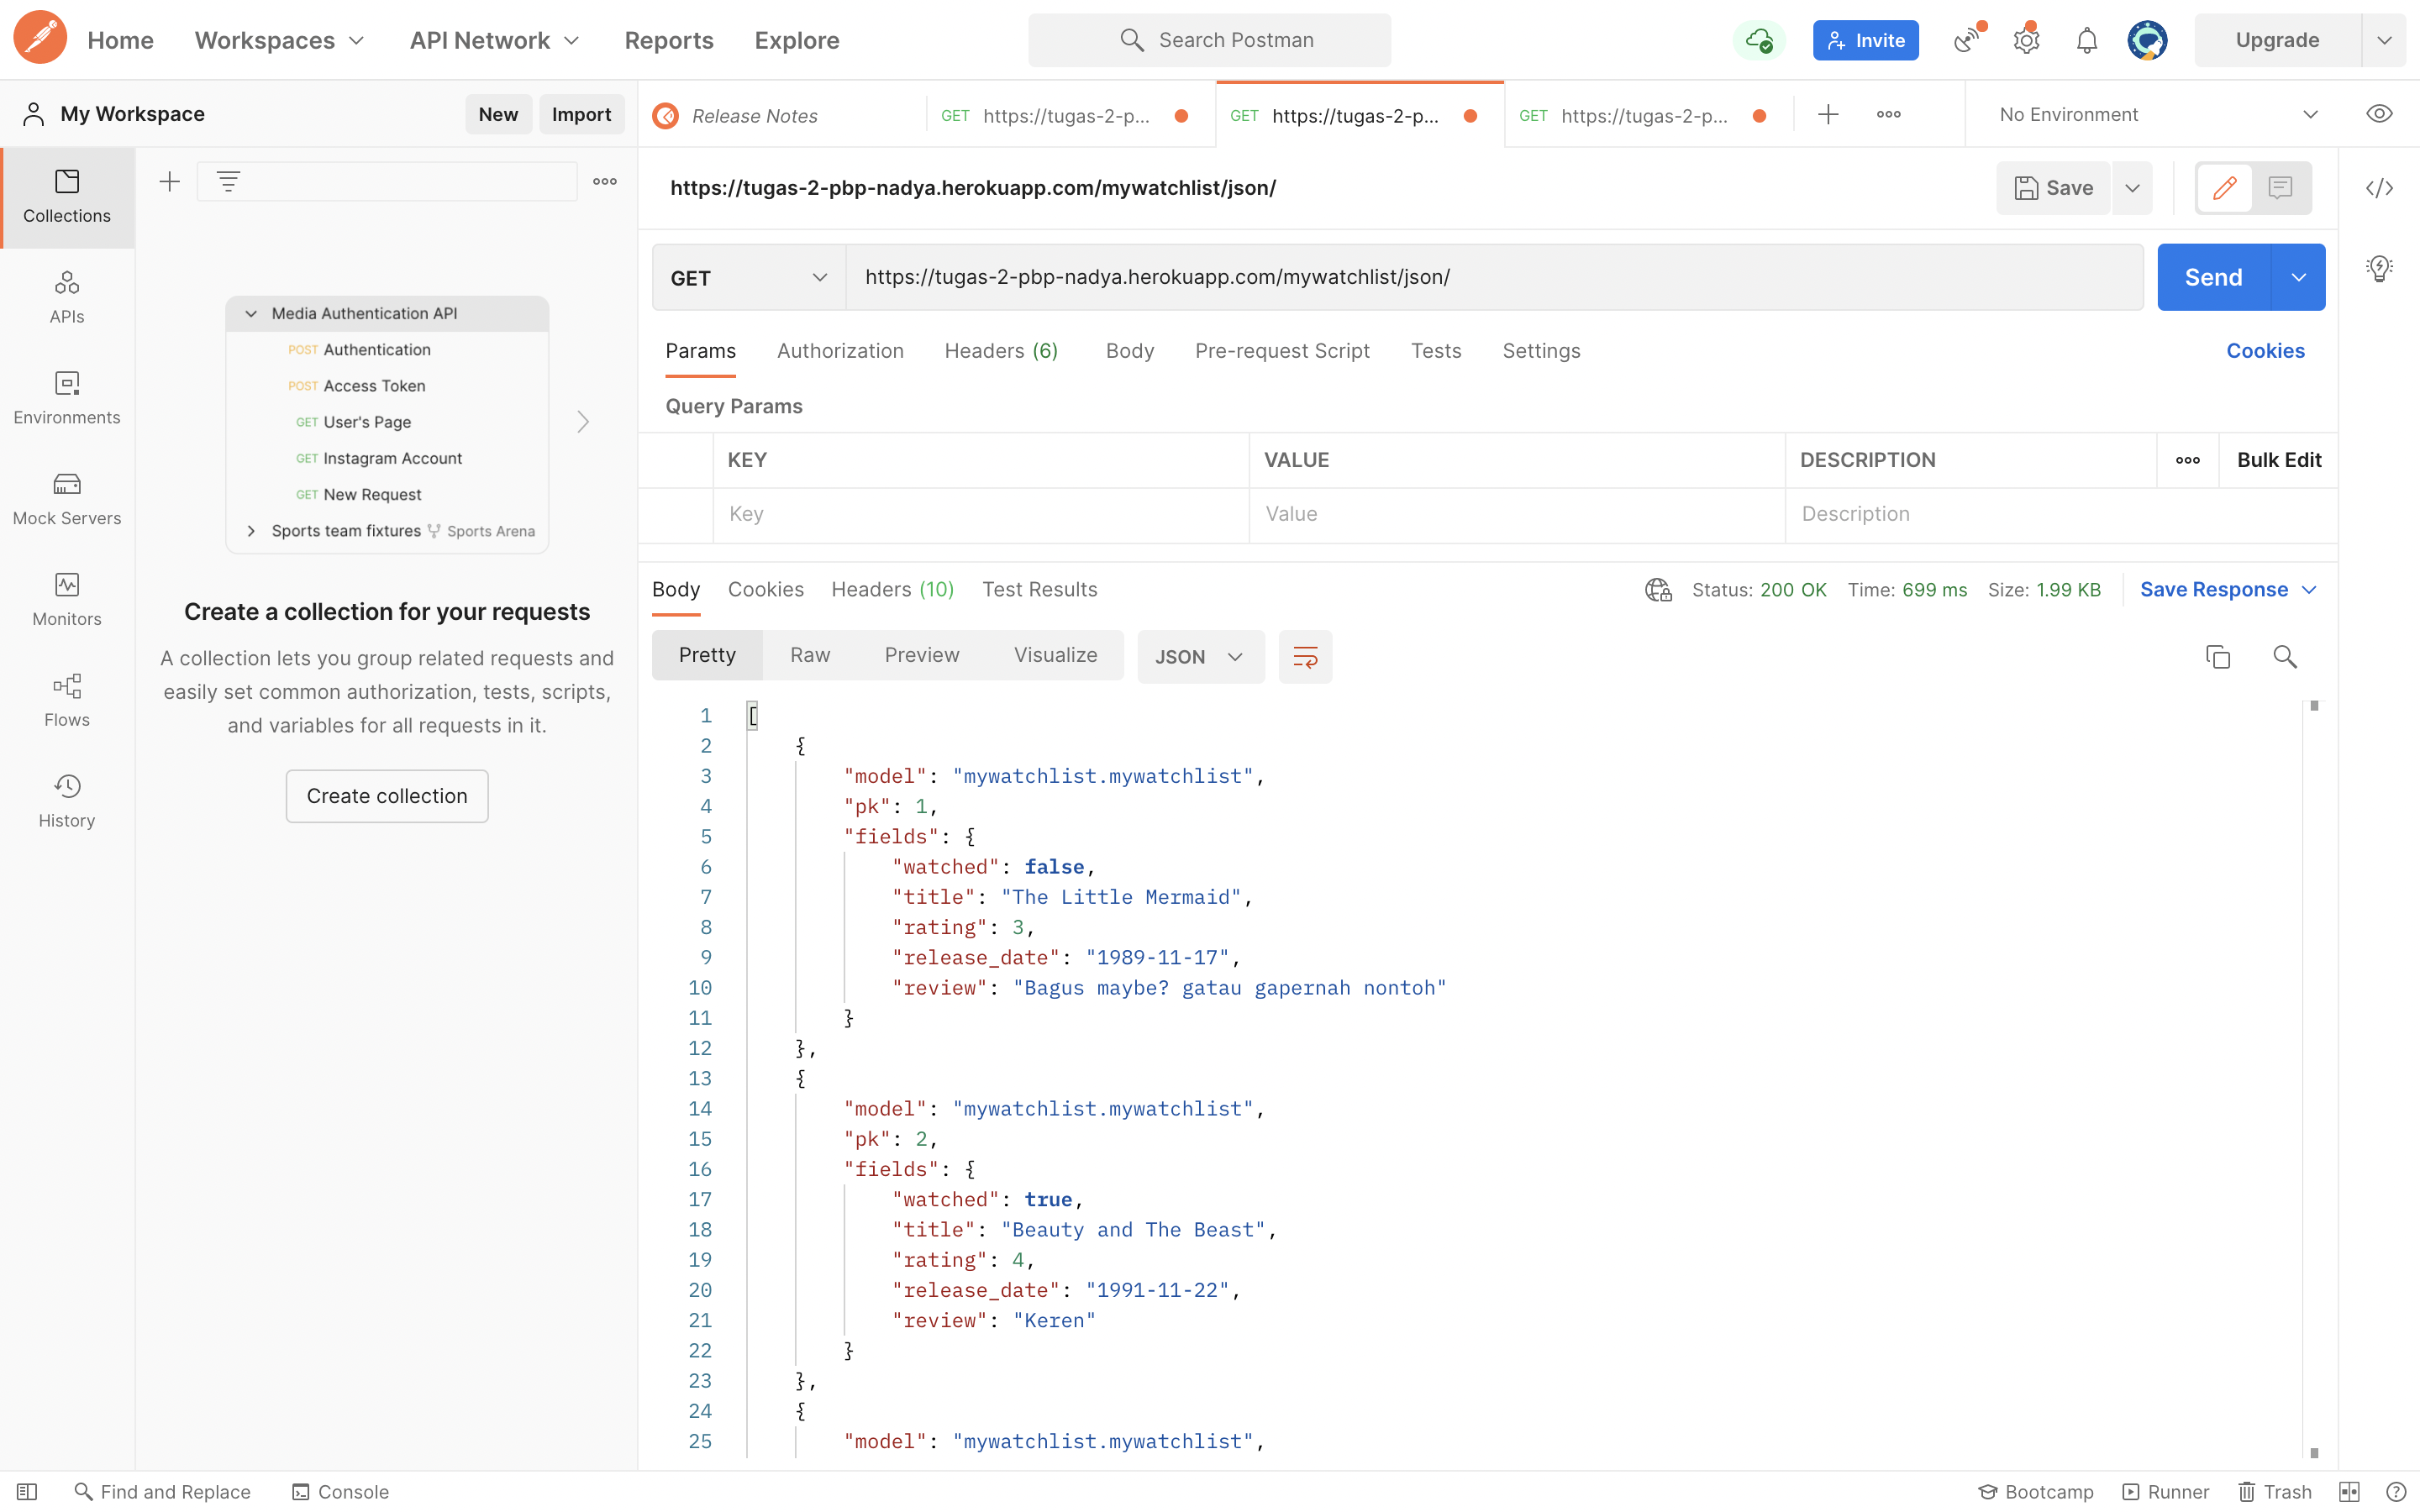 Home Workspaces API Network Reports Explore Search Postman Invite Upgrade
My Workspace New Import Release Notes GET https://tugas-2-p... GET https://tugas-2-p... GET https://tugas-2-p... No Environment
Collections
APIs
Environments
Mock Servers
Monitors
Flows
History
Media Authentication API
POST Authentication
POST Access Token
GET User's Page
GET Instagram Account
GET New Request
Sports team fixtures Sports Arena
Create a collection for your requests
A collection lets you group related requests and
easily set common authorization, tests, scripts,
and variables for all requests in it.
Create collection
https://tugas-2-pbp-nadya.herokuapp.com/mywatchlist/json/ Save
GET https://tugas-2-pbp-nadya.herokuapp.com/mywatchlist/json/ Send
Params Authorization Headers (6) Body Pre-request Script Tests Settings Cookies
Query Params
KEY VALUE DESCRIPTION Bulk Edit
Key Value Description
Body Cookies Headers (10) Test Results Status: 200 OK Time: 699 ms Size: 1.99 KB Save Response
Pretty Raw Preview Visualize JSON
1 [
2 {
3 "model": "mywatchlist.mywatchlist",
4 "pk": 1,
5 "fields": {
6 "watched": false,
7 "title": "The Little Mermaid",
8 "rating": 3,
9 "release_date": "1989-11-17",
10 "review": "Bagus maybe? gatau gapernah nontoh"
11 }
12 },
13 {
14 "model": "mywatchlist.mywatchlist",
15 "pk": 2,
16 "fields": {
17 "watched": true,
18 "title": "Beauty and The Beast",
19 "rating": 4,
20 "release_date": "1991-11-22",
21 "review": "Keren"
22 }
23 },
24 {
25 "model": "mywatchlist.mywatchlist",
Find and Replace Console Bootcamp Runner Trash